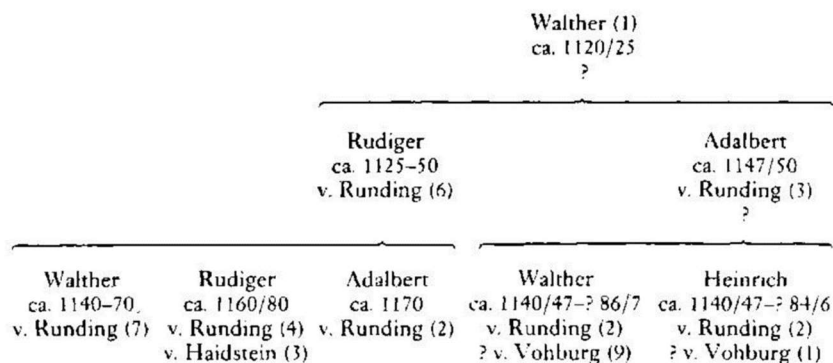 Walther (1)
ca. 1120/25
?
Rudiger
ca. 1125–50
v. Runding (6)
Adalbert
ca. 1147/50
v. Runding (3)
?
Walther
ca. 1140–70,
v. Runding (7)
Rudiger
ca. 1160/80
v. Runding (4)
v. Haidstein (3)
Adalbert
ca. 1170
v. Runding (2)
Walther
ca. 1140/47–? 86/7
v. Runding (2)
? v. Vohburg (9)
Heinrich
ca. 1140/47–? 84/6
v. Runding (2)
? v. Vohburg (1)